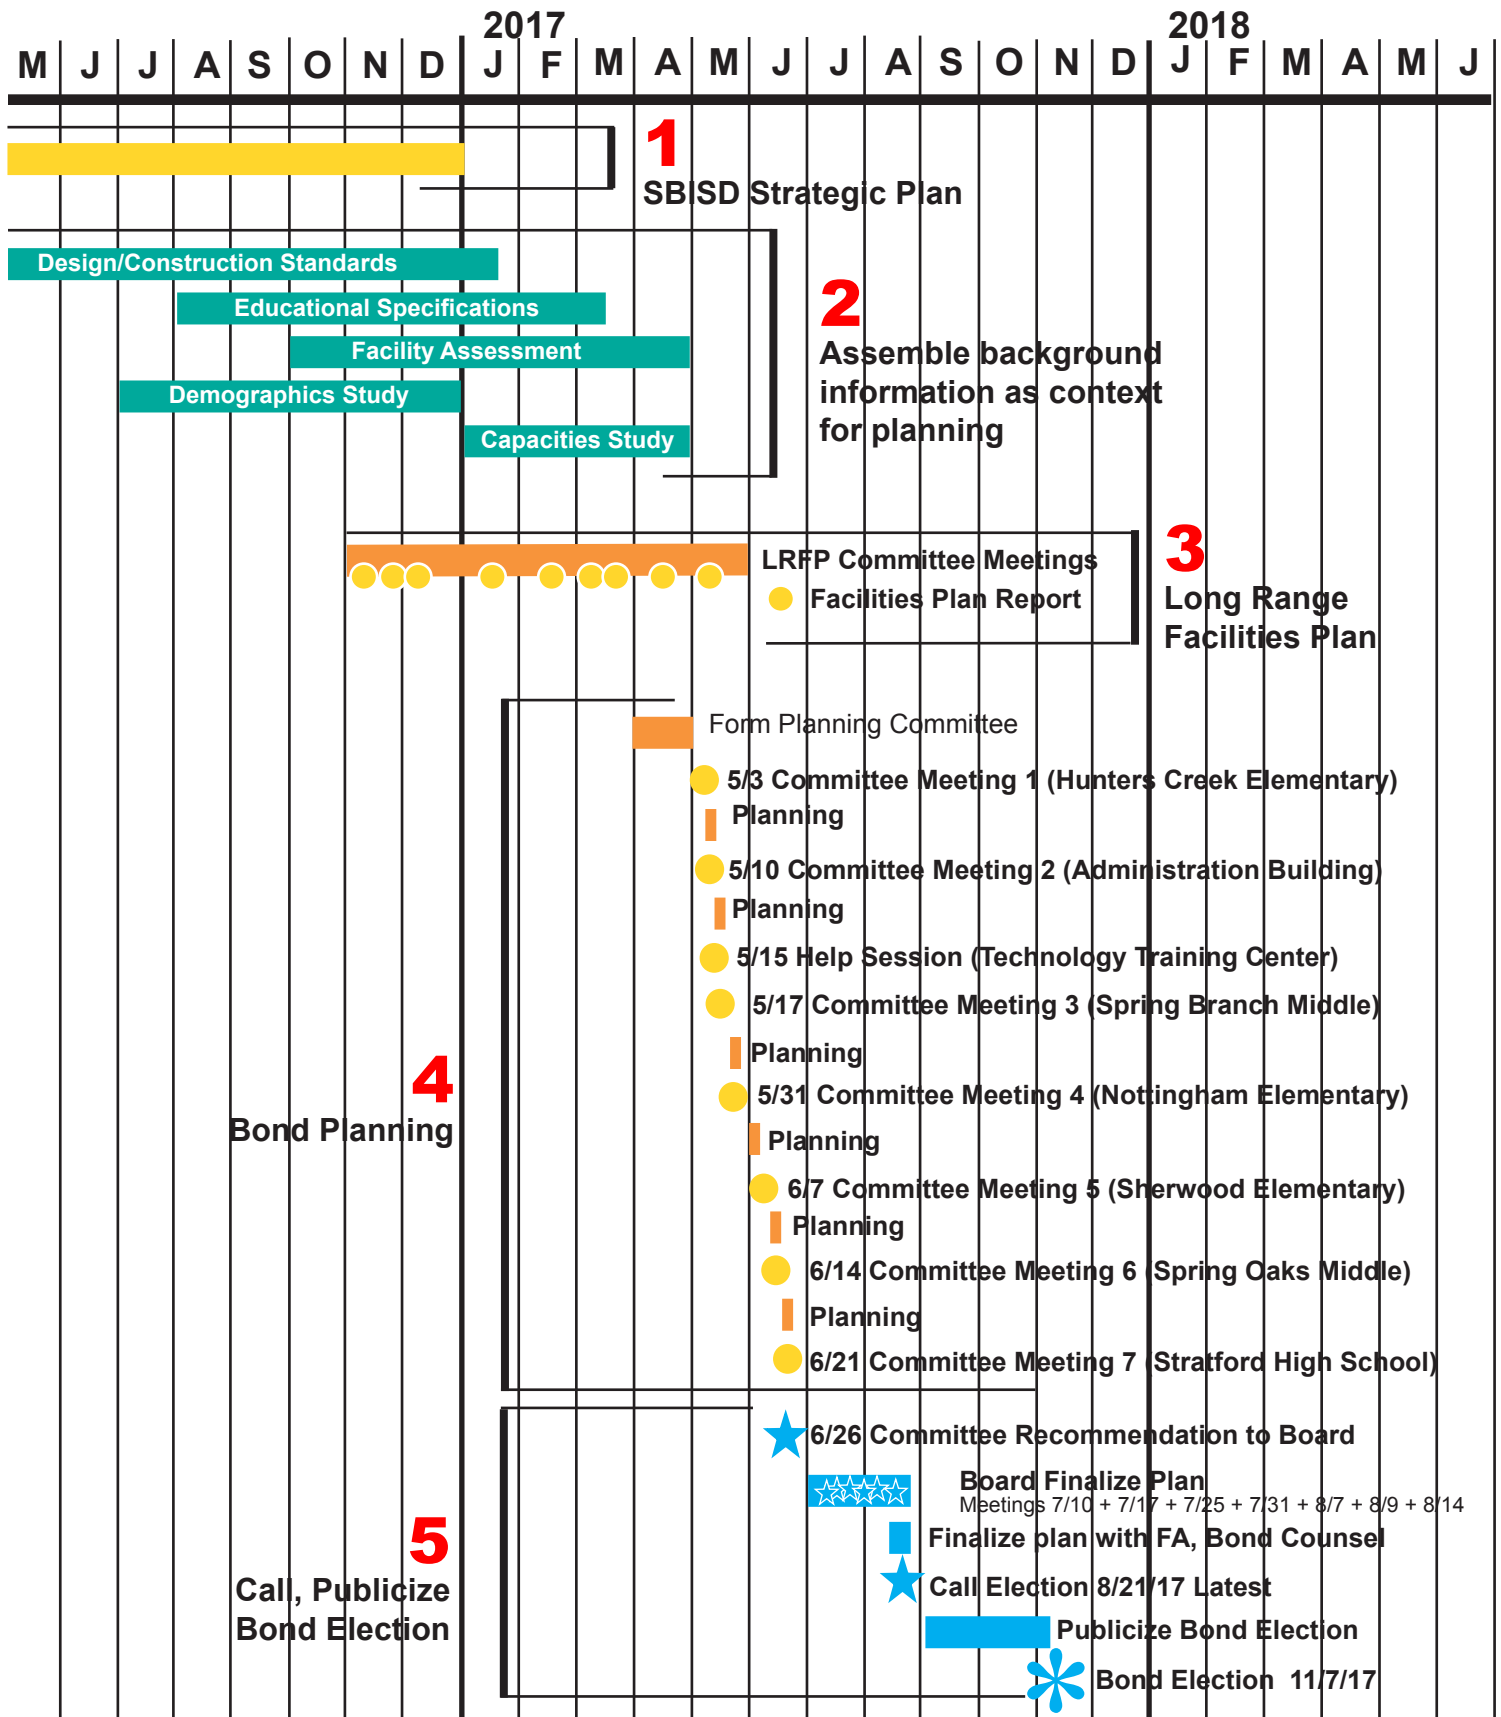 2017 2018
M J J A S O N D J F M A M J J A S O N D J F M A M J
1
SBISD Strategic Plan
Design/Construction Standards
Educational Specifications
Facility Assessment
Demographics Study
Capacities Study
2
Assemble background
information as context
for planning
LRFP Committee Meetings
Facilities Plan Report
3
Long Range
Facilities Plan
Form Planning Committee
5/3 Committee Meeting 1 (Hunters Creek Elementary)
Planning
5/10 Committee Meeting 2 (Administration Building)
Planning
5/15 Help Session (Technology Training Center)
5/17 Committee Meeting 3 (Spring Branch Middle)
Planning
5/31 Committee Meeting 4 (Nottingham Elementary)
Planning
6/7 Committee Meeting 5 (Sherwood Elementary)
Planning
6/14 Committee Meeting 6 (Spring Oaks Middle)
Planning
6/21 Committee Meeting 7 (Stratford High School)
4
Bond Planning
6/26 Committee Recommendation to Board
Board Finalize Plan
Meetings 7/10 + 7/17 + 7/25 + 7/31 + 8/7 + 8/9 + 8/14
Finalize plan with FA, Bond Counsel
Call Election 8/21/17 Latest
Publicize Bond Election
Bond Election 11/7/17
5
Call, Publicize
Bond Election